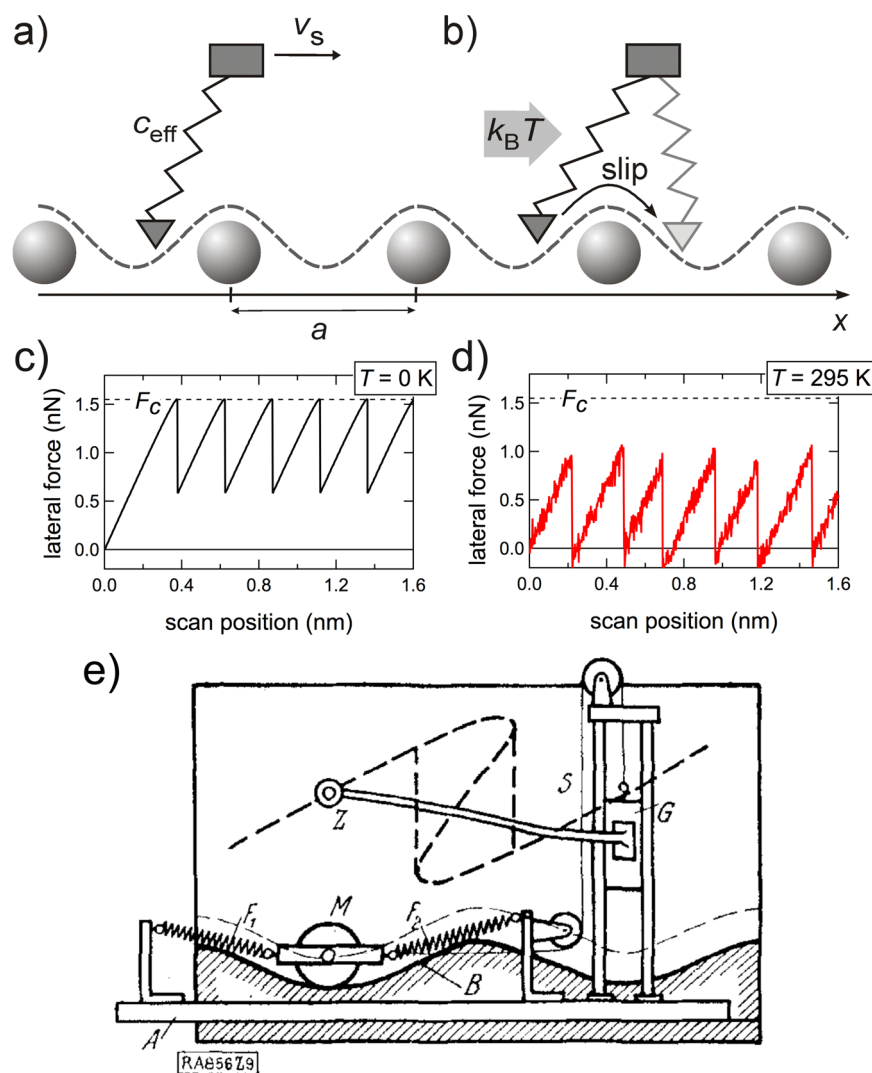 a)
v_s
b)
c_eff
k_B T
slip
a
x
c)
T = 0 K
F_c
1.5
1.0
0.5
0.0
lateral force (nN)
0.0 0.4 0.8 1.2 1.6
scan position (nm)
d)
T = 295 K
F_c
1.5
1.0
0.5
0.0
lateral force (nN)
0.0 0.4 0.8 1.2 1.6
scan position (nm)
e)
S
G
Z
M
F_1
F_2
B
A
RA856Z9